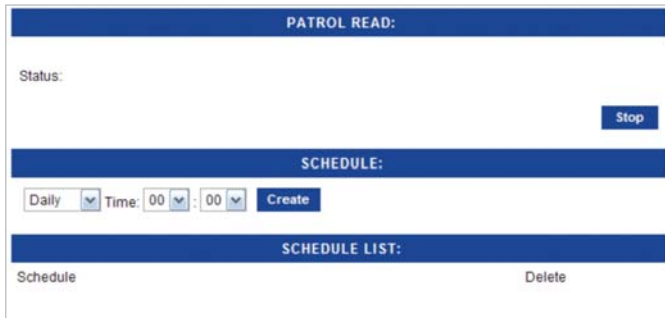 PATROL READ:
Status:
Stop
SCHEDULE:
Daily Time: 00 : 00 Create
SCHEDULE LIST:
Schedule Delete